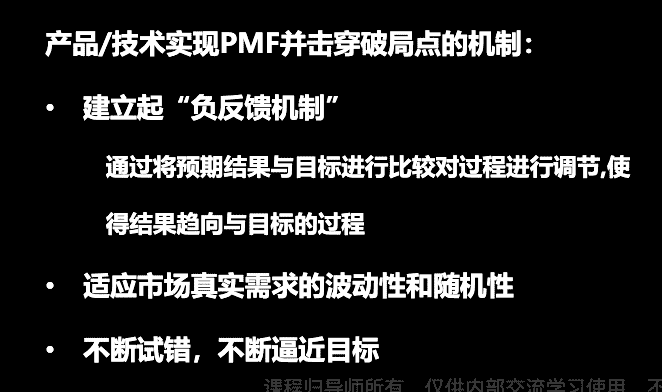 产品/技术实现PMF并击穿破局点的机制：
• 建立起“负反馈机制”
通过将预期结果与目标进行比较对过程进行调节,使
得结果趋向与目标的过程
• 适应市场真实需求的波动性和随机性
• 不断试错，不断逼近目标
课程归导师所有，仅供内部交流学习使用，不